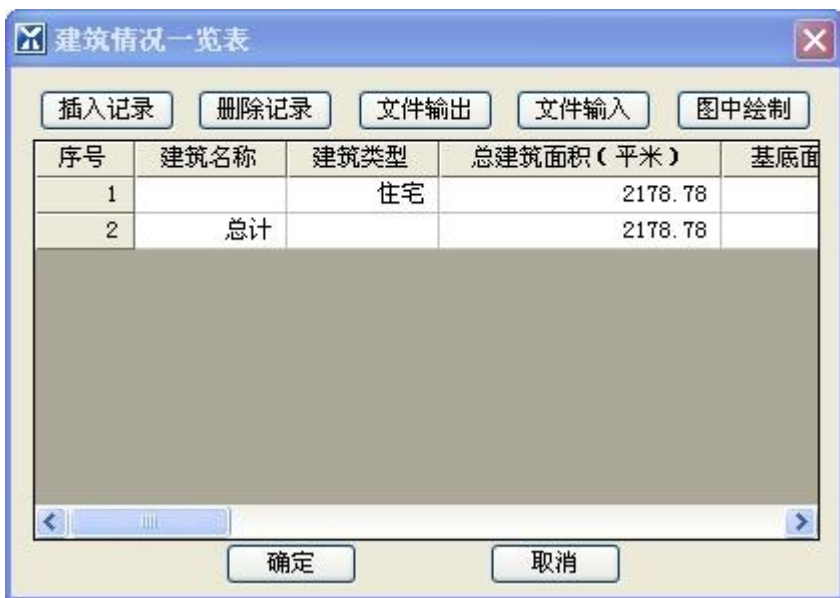 建筑情况一览表
插入记录 删除记录 文件输出 文件输入 图中绘制
序号 建筑名称 建筑类型 总建筑面积(平米) 基底面
1 住宅 2178.78
2 总计 2178.78
确定 取消